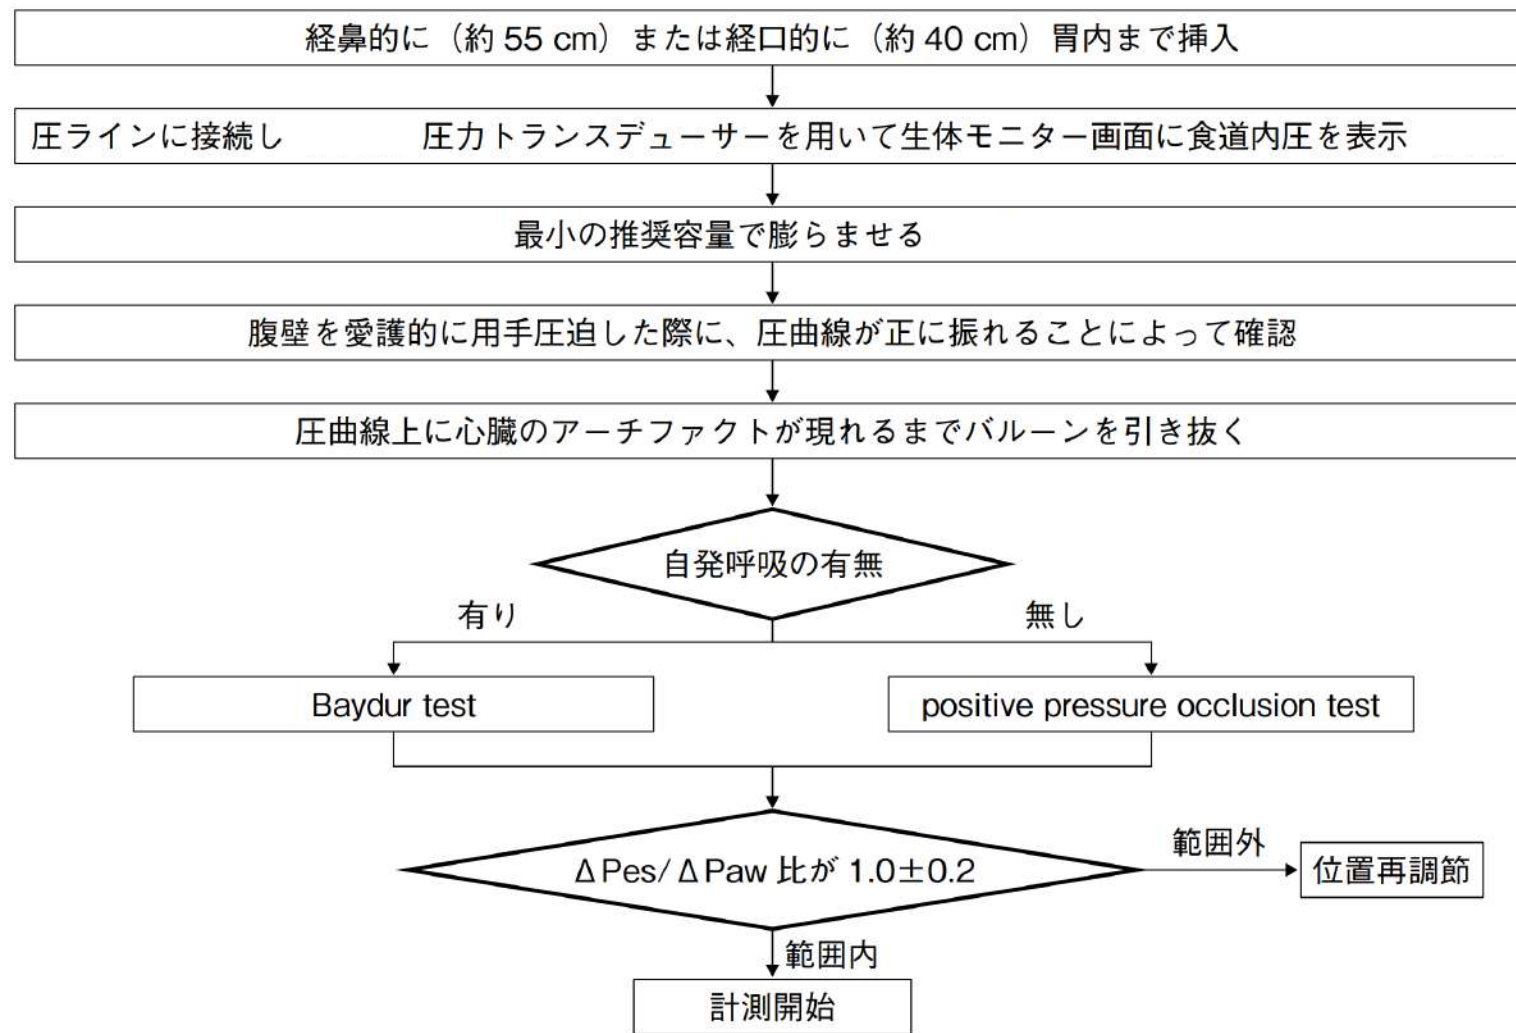 経鼻的に（約 55 cm）または経口的に（約 40 cm）胃内まで挿入
圧ラインに接続し　　　　圧力トランスデューサーを用いて生体モニター画面に食道内圧を表示
最小の推奨容量で膨らませる
腹壁を愛護的に用手圧迫した際に、圧曲線が正に振れることによって確認
圧曲線上に心臓のアーチファクトが現れるまでバルーンを引き抜く
自発呼吸の有無
有り
無し
Baydur test
positive pressure occlusion test
ΔPes/ΔPaw 比が 1.0±0.2
範囲外
位置再調節
範囲内
計測開始